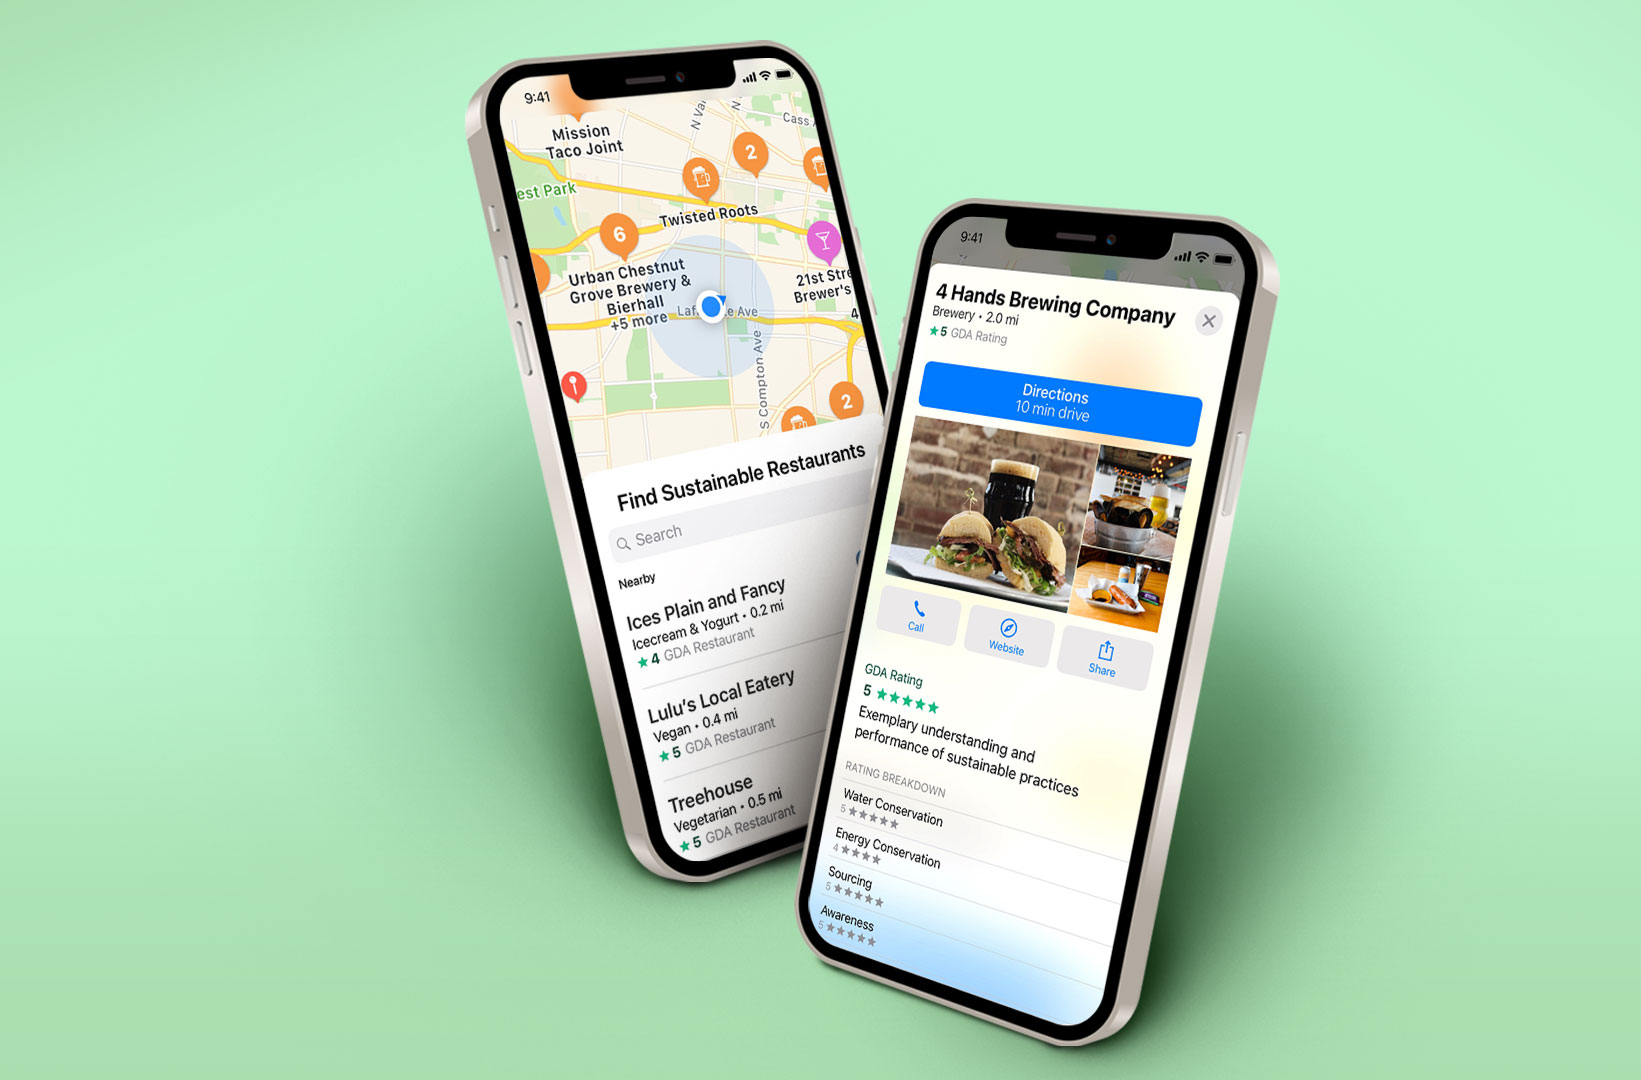 9:41
Mission
Taco Joint
N Va
N
Cass
est Park
2
Twisted Roots
6
Urban Chestnut
Grove Brewery &
Bierhall
+5 more
21st Stre
Brewer's
4
Laf e Ave
S Compton Ave
2
Find Sustainable Restaurants
Search
Nearby
Ices Plain and Fancy
Icecream & Yogurt • 0.2 mi
★ 4 GDA Restaurant
Lulu's Local Eatery
Vegan • 0.4 mi
★ 5 GDA Restaurant
Treehouse
Vegetarian • 0.5 mi
★ 5 GDA Restaurant
9:41
4 Hands Brewing Company
Brewery • 2.0 mi
★ 5 GDA Rating
Directions
10 min drive
Call
Website
Share
GDA Rating
5 ★★★★★
Exemplary understanding and
performance of sustainable practices
RATING BREAKDOWN
Water Conservation
5 ★★★★★
Energy Conservation
4 ★★★★
Sourcing
5 ★★★★★
Awareness
5 ★★★★★